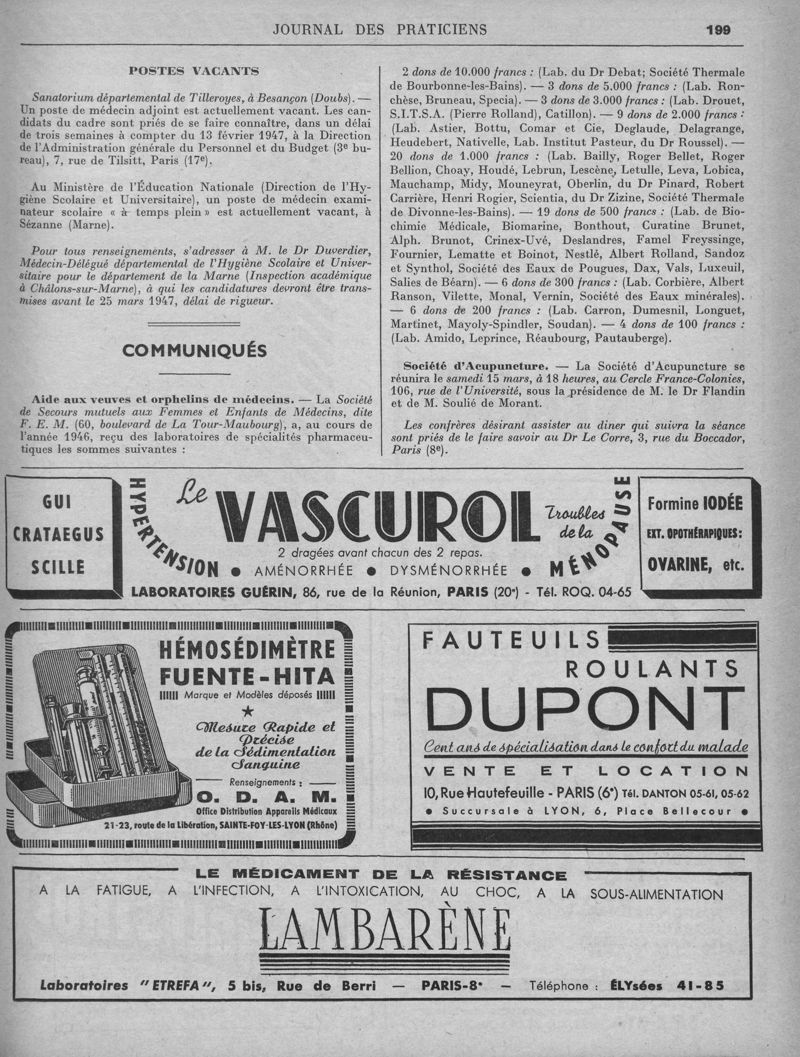 JOURNAL DES PRATICIENS
199
POSTES VACANTS
Sanatorium départemental de Tilleroyes, à Besançon (Doubs). —
Un poste de médecin adjoint est actuellement vacant. Les can-
didats du cadre sont priés de se faire connaître, dans un délai
de trois semaines à compter du 13 février 1947, à la Direction
de l'Administration générale du Personnel et du Budget (3e bu-
reau), 7, rue de Tilsitt, Paris (17e).
Au Ministère de l'Éducation Nationale (Direction de l'Hy-
giène Scolaire et Universitaire), un poste de médecin exami-
nateur scolaire « à temps plein » est actuellement vacant, à
Sézanne (Marne).
Pour tous renseignements, s'adresser à M. le Dr Duverdier,
Médecin-Délégué départemental de l'Hygiène Scolaire et Univer-
sitaire pour le département de la Marne (Inspection académique
à Châlons-sur-Marne), à qui les candidatures devront être trans-
mises avant le 25 mars 1947, délai de rigueur.
COMMUNIQUÉS
Aide aux veuves et orphelins de médecins. — La Société
de Secours mutuels aux Femmes et Enfants de Médecins, dite
F. E. M. (60, boulevard de La Tour-Maubourg), a, au cours de
l'année 1946, reçu des laboratoires de spécialités pharmaceu-
tiques les sommes suivantes :
2 dons de 10.000 francs : (Lab. du Dr Debat; Société Thermale
de Bourbonne-les-Bains). — 3 dons de 5.000 francs : (Lab. Ron-
chèse, Bruneau, Specia). — 3 dons de 3.000 francs : (Lab. Drouet,
S.I.T.S.A. (Pierre Rolland), Catillon). — 9 dons de 2.000 francs :
(Lab. Astier, Bottu, Comar et Cie, Deglaude, Delagrange,
Heudebert, Nativelle, Lab. Institut Pasteur, du Dr Roussel). —
20 dons de 1.000 francs : (Lab. Bailly, Roger Bellet, Roger
Bellion, Choay, Houdé, Lebrun, Lescène, Letulle, Leva, Lobica,
Mauchamp, Midy, Mouneyrat, Oberlin, du Dr Pinard, Robert
Carrière, Henri Rogier, Scientia, du Dr Zizine, Société Thermale
de Divonne-les-Bains). — 19 dons de 500 francs : (Lab. de Bio-
chimie Médicale, Biomarine, Bonthout, Curatine Brunet,
Alph. Brunot, Crinex-Uvé, Deslandres, Famel Freyssinge,
Fournier, Lematte et Boinot, Nestlé, Albert Rolland, Sandoz
et Synthol, Société des Eaux de Pougues, Dax, Vals, Luxeuil,
Salies de Béarn). — 6 dons de 300 francs : (Lab. Corbière, Albert
Ranson, Vilette, Monal, Vernin, Société des Eaux minérales).
— 6 dons de 200 francs : (Lab. Carron, Dumesnil, Longuet,
Martinet, Mayoly-Spindler, Soudan). — 4 dons de 100 francs :
(Lab. Amido, Leprince, Réaubourg, Pautauberge).
Société d'Acupuncture. — La Société d'Acupuncture se
réunira le samedi 15 mars, à 18 heures, au Cercle France-Colonies,
106, rue de l'Université, sous la présidence de M. le Dr Flandin
et de M. Soulié de Morant.
Les confrères désirant assister au diner qui suivra la séance
sont priés de le faire savoir au Dr Le Corre, 3, rue du Boccador,
Paris (8e).
GUI
CRATAEGUS
SCILLE
HYPERTENSION
Le
VASCUROL
Troubles
de la
MÉNOPAUSE
2 dragées avant chacun des 2 repas.
• AMÉNORRHÉE • DYSMÉNORRHÉE •
LABORATOIRES GUÉRIN, 86, rue de la Réunion, PARIS (20e) - Tél. ROQ. 04-65
Formine IODÉE
EXT. OPOTHÉRAPIQUES :
OVARINE, etc.
HÉMOSÉDIMÈTRE
FUENTE-HITA
Marque et Modèles déposés
★
Mesure Rapide et
Précise
de la Sédimentation
Sanguine
Renseignements :
O. D. A. M.
Office Distribution Appareils Médicaux
21-23, route de la Libération, SAINTE-FOY-LES-LYON (Rhône)
FAUTEUILS
ROULANTS
DUPONT
Cent ans de spécialisation dans le confort du malade
VENTE ET LOCATION
10, Rue Hautefeuille - PARIS (6e) Tél. DANTON 05-61, 05-62
• Succursale à LYON, 6, Place Bellecour •
LE MÉDICAMENT DE LA RÉSISTANCE
A LA FATIGUE, A L'INFECTION, A L'INTOXICATION, AU CHOC, A LA SOUS-ALIMENTATION
LAMBARÈNE
Laboratoires "ETREFA", 5 bis, Rue de Berri — PARIS-8e — Téléphone : ÉLYsées 41-85